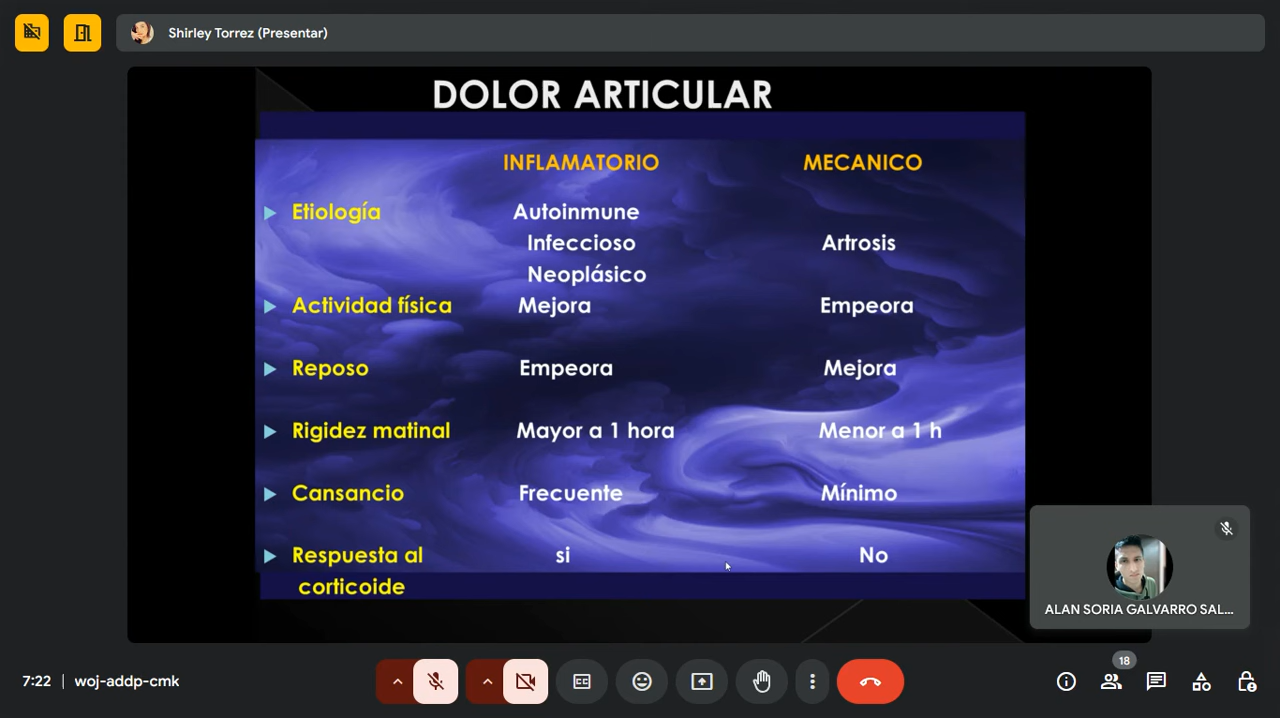 Shirley Torrez (Presentar)
DOLOR ARTICULAR
INFLAMATORIO MECANICO
Etiología Autoinmune
Infeccioso Artrosis
Neoplásico
Actividad física Mejora Empeora
Reposo Empeora Mejora
Rigidez matinal Mayor a 1 hora Menor a 1 h
Cansancio Frecuente Mínimo
Respuesta al si No
corticoide
ALAN SORIA GALVARRO SAL...
7:22 | woj-addp-cmk
CC
18